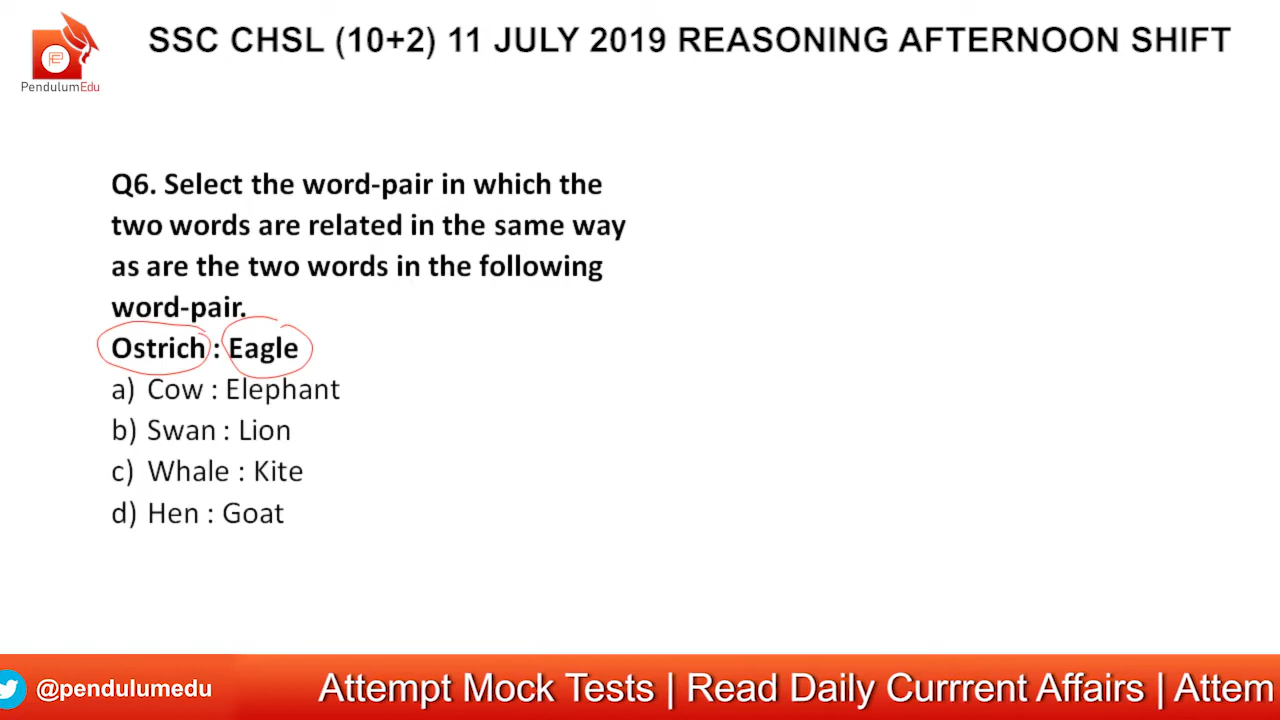 SSC CHSL (10+2) 11 JULY 2019 REASONING AFTERNOON SHIFT
PendulumEdu
Q6. Select the word-pair in which the
two words are related in the same way
as are the two words in the following
word-pair.
Ostrich : Eagle
a) Cow : Elephant
b) Swan : Lion
c) Whale : Kite
d) Hen : Goat
@pendulumedu
Attempt Mock Tests | Read Daily Currrent Affairs | Attem